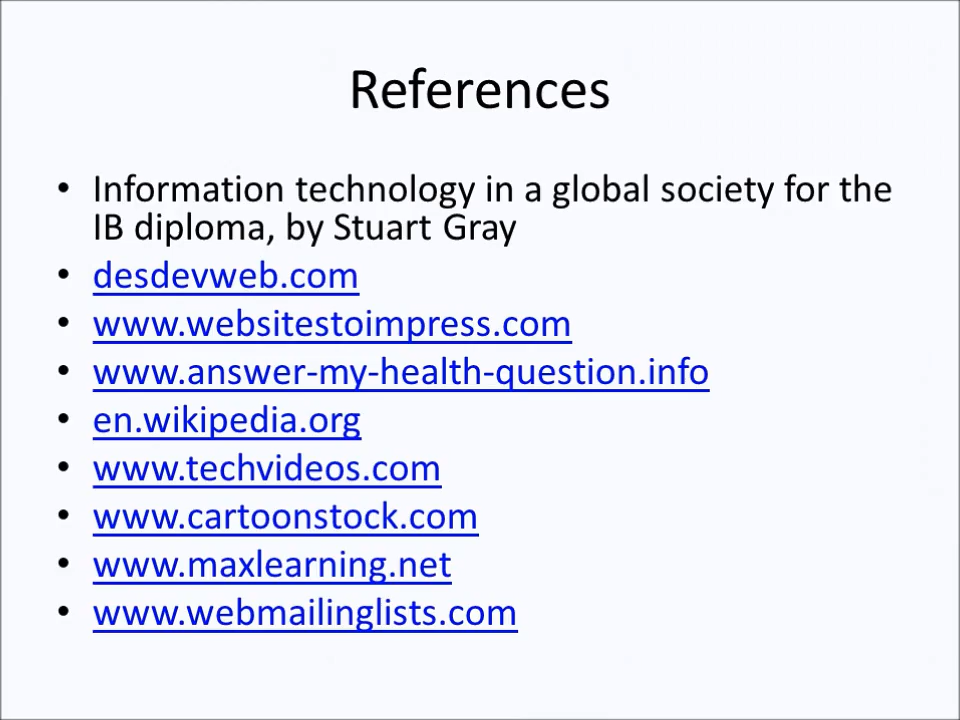 References
• Information technology in a global society for the
IB diploma, by Stuart Gray
• desdevweb.com
• www.websitestoimpress.com
• www.answer-my-health-question.info
• en.wikipedia.org
• www.techvideos.com
• www.cartoonstock.com
• www.maxlearning.net
• www.webmailinglists.com